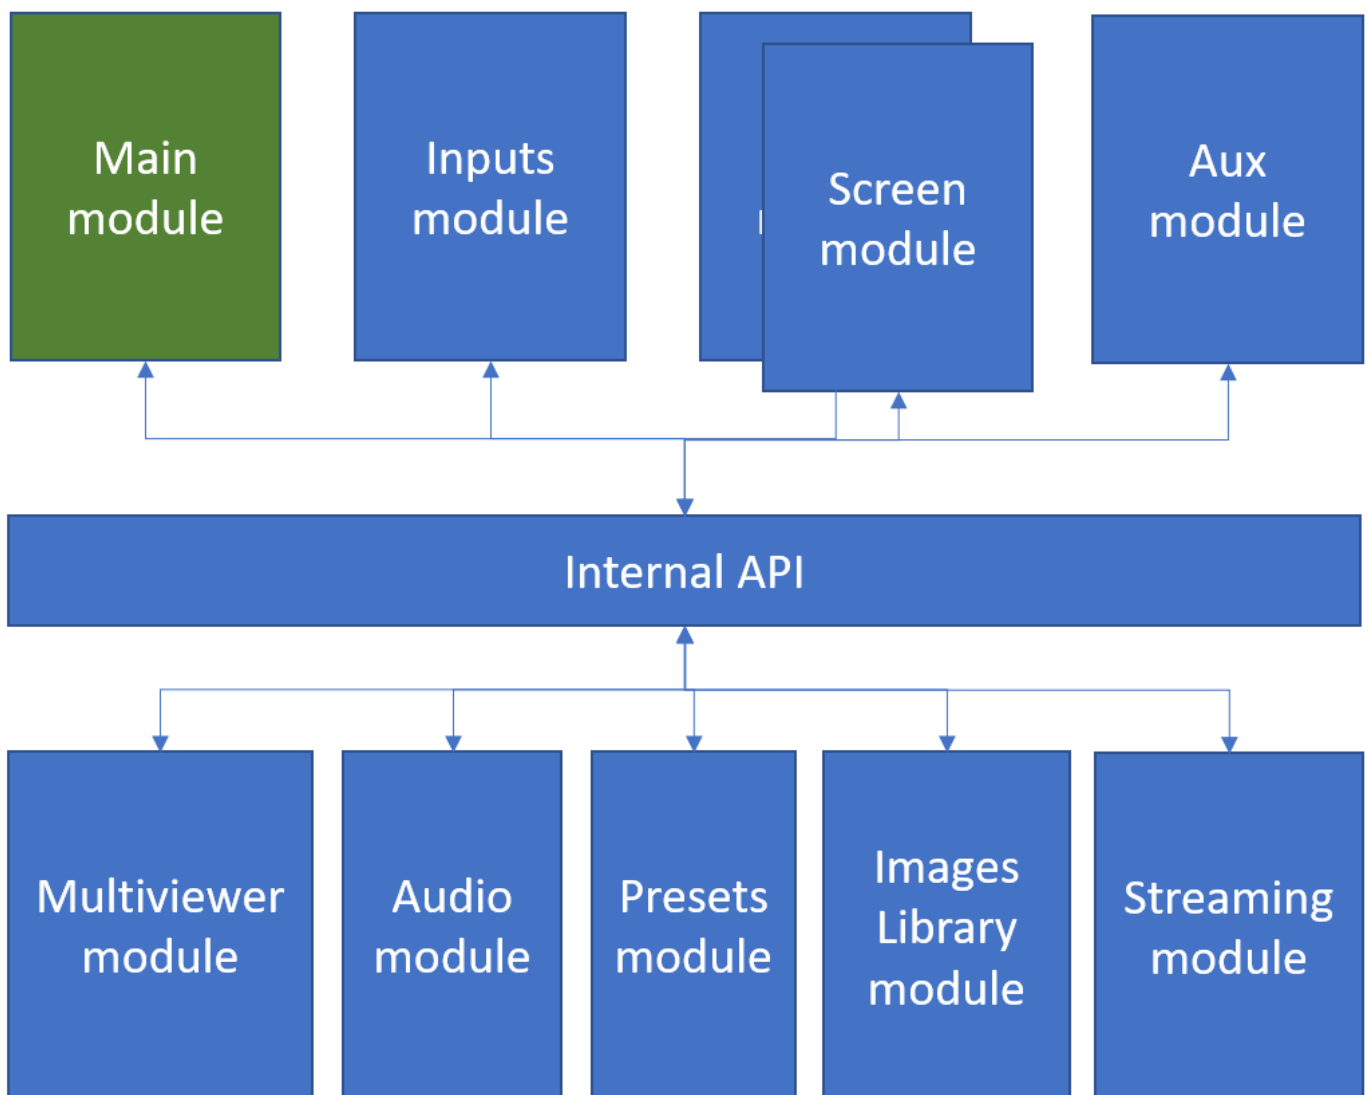 Main
module
Inputs
module
Screen
module
Aux
module
Internal API
Multiviewer
module
Audio
module
Presets
module
Images
Library
module
Streaming
module